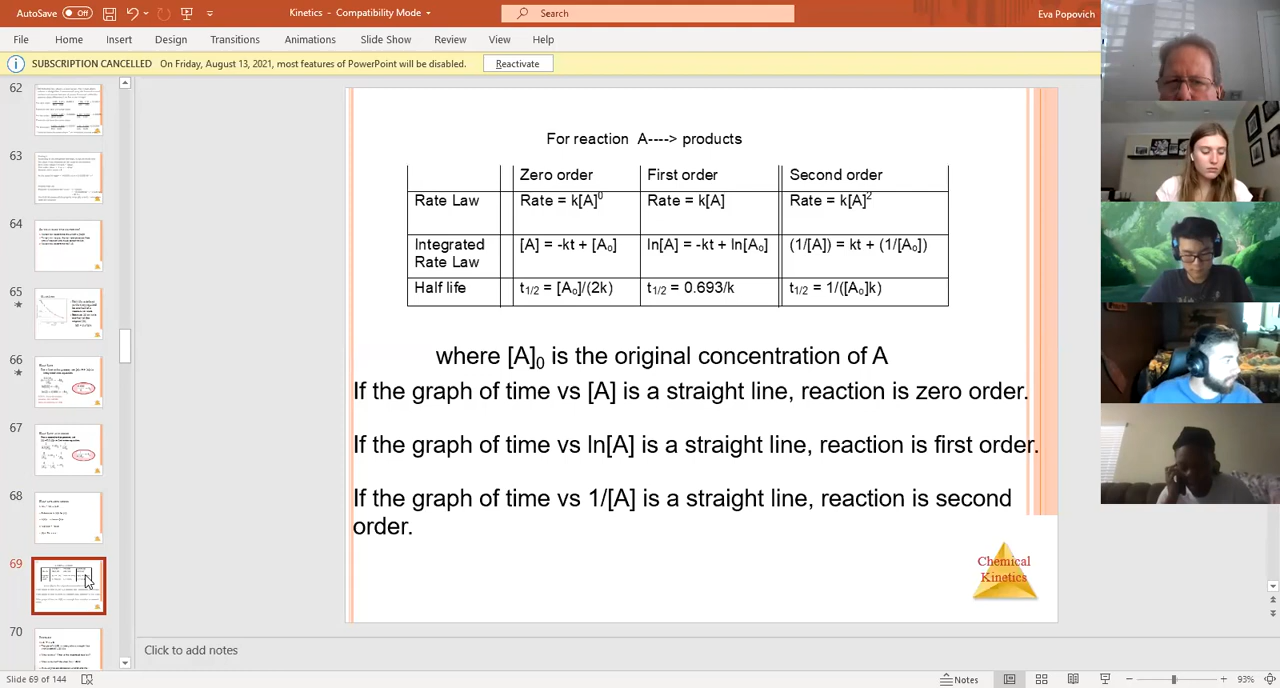 AutoSave Off Kinetics - Compatibility Mode Search Eva Popovich
File Home Insert Design Transitions Animations Slide Show Review View Help
SUBSCRIPTION CANCELLED On Friday, August 13, 2021, most features of PowerPoint will be disabled. Reactivate
62
63
64
65
66
67
68
69
70
For reaction A----> products
Zero order First order Second order
Rate Law Rate = k[A]⁰ Rate = k[A] Rate = k[A]²
Integrated [A] = -kt + [A₀] ln[A] = -kt + ln[A₀] (1/[A]) = kt + (1/[A₀])
Rate Law
Half life t1/2 = [A₀]/(2k) t1/2 = 0.693/k t1/2 = 1/([A₀]k)
where [A]₀ is the original concentration of A
If the graph of time vs [A] is a straight line, reaction is zero order.
If the graph of time vs ln[A] is a straight line, reaction is first order.
If the graph of time vs 1/[A] is a straight line, reaction is second
order.
Chemical
Kinetics
Click to add notes
Slide 69 of 144 Notes 93%